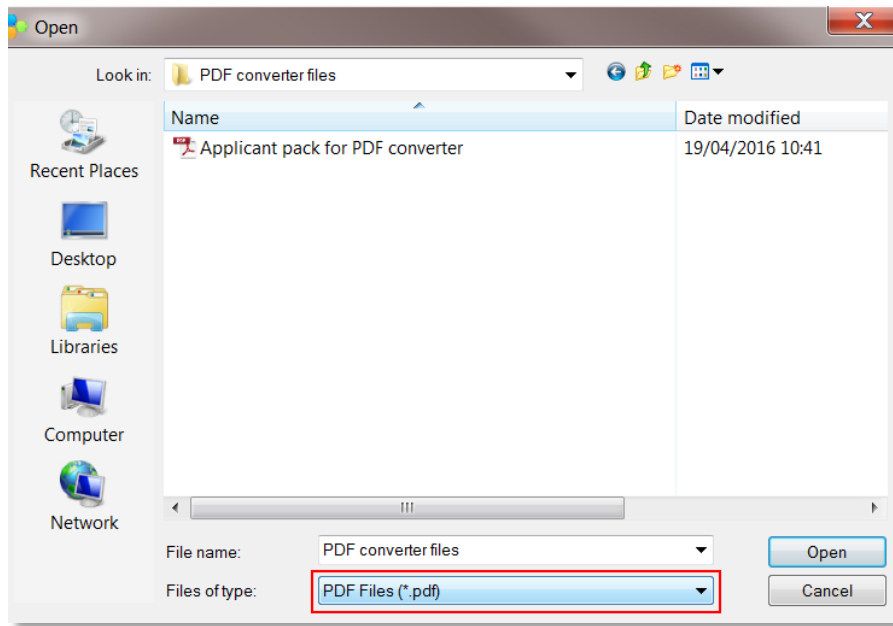 Open
X
Look in: PDF converter files
Name Date modified
Applicant pack for PDF converter 19/04/2016 10:41
Recent Places
Desktop
Libraries
Computer
Network
File name: PDF converter files Open
Files of type: PDF Files (*.pdf) Cancel